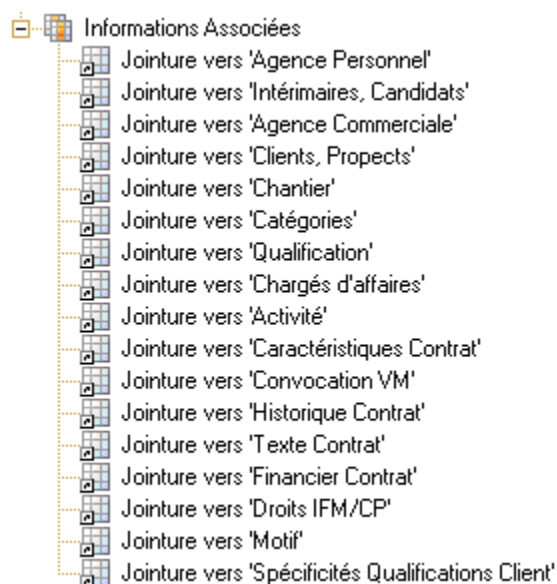 Informations Associées
Jointure vers 'Agence Personnel'
Jointure vers 'Intérimaires, Candidats'
Jointure vers 'Agence Commerciale'
Jointure vers 'Clients, Propects'
Jointure vers 'Chantier'
Jointure vers 'Catégories'
Jointure vers 'Qualification'
Jointure vers 'Chargés d'affaires'
Jointure vers 'Activité'
Jointure vers 'Caractéristiques Contrat'
Jointure vers 'Convocation VM'
Jointure vers 'Historique Contrat'
Jointure vers 'Texte Contrat'
Jointure vers 'Financier Contrat'
Jointure vers 'Droits IFM/CP'
Jointure vers 'Motif'
Jointure vers 'Spécificités Qualifications Client'